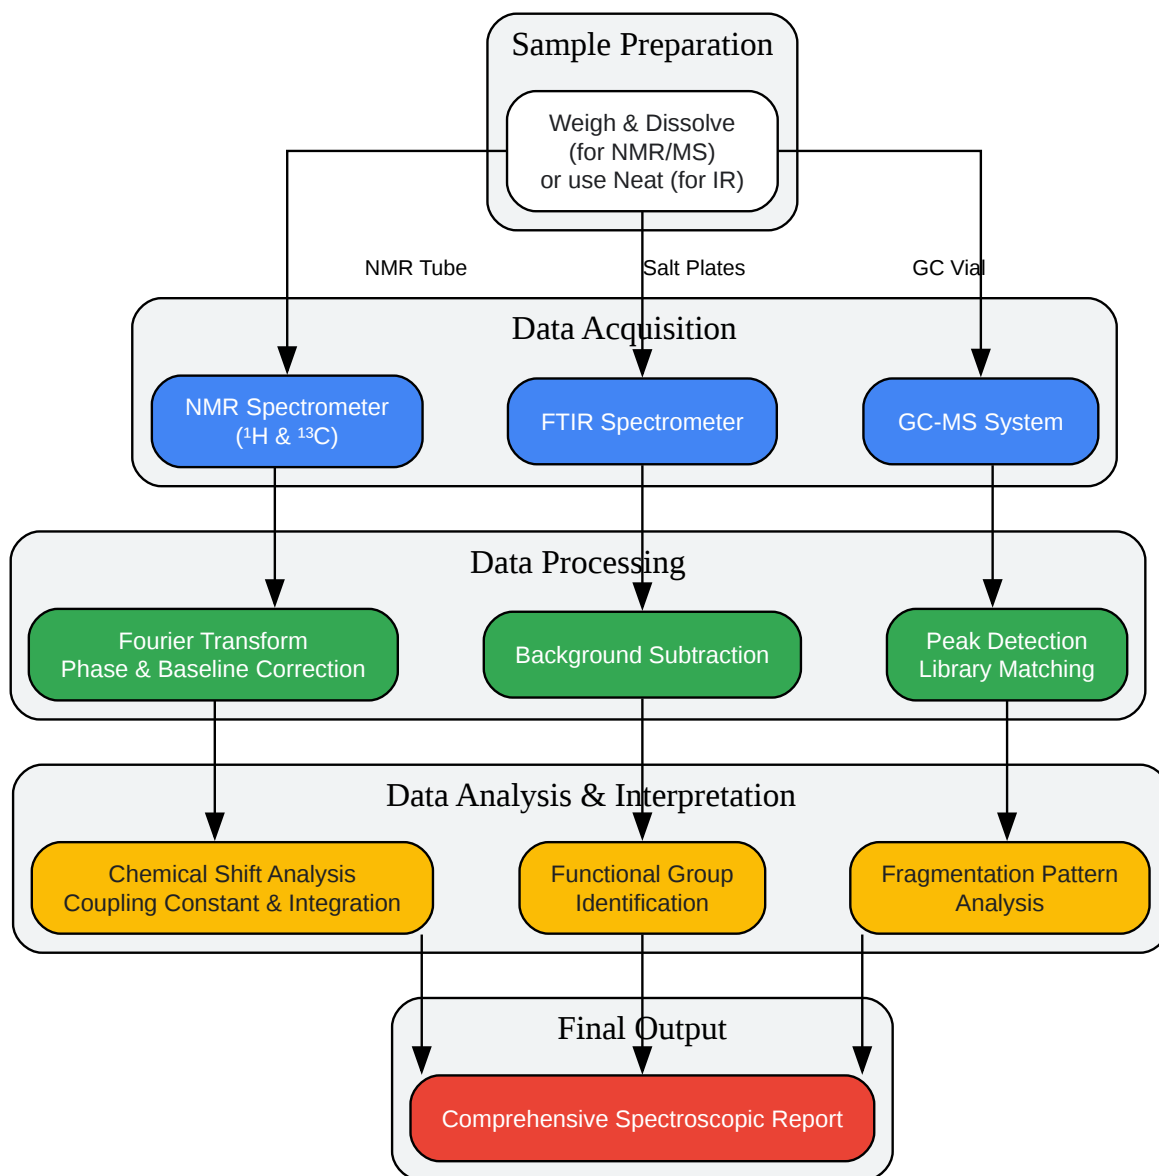 Sample Preparation
Weigh & Dissolve
(for NMR/MS)
or use Neat (for IR)
NMR Tube
Salt Plates
GC Vial
Data Acquisition
NMR Spectrometer
(¹H & ¹³C)
FTIR Spectrometer
GC-MS System
Data Processing
Fourier Transform
Phase & Baseline Correction
Background Subtraction
Peak Detection
Library Matching
Data Analysis & Interpretation
Chemical Shift Analysis
Coupling Constant & Integration
Functional Group
Identification
Fragmentation Pattern
Analysis
Final Output
Comprehensive Spectroscopic Report